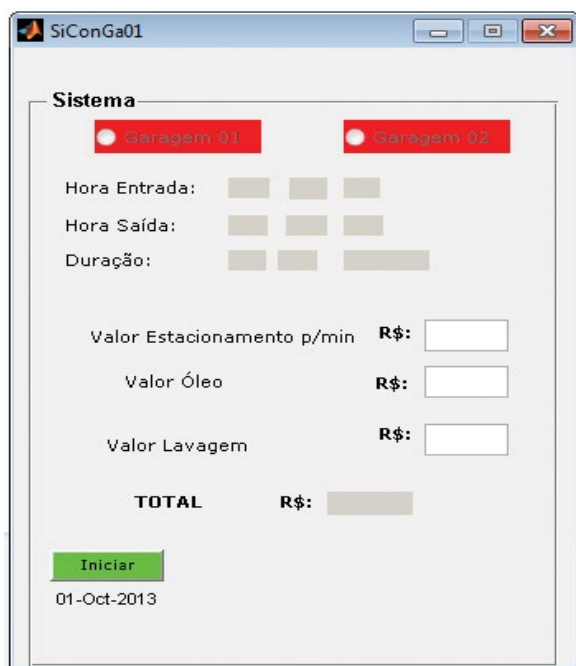 SiConGa01
Sistema
Garagem 01 Garagem 02
Hora Entrada:
Hora Saída:
Duração:
Valor Estacionamento p/min R$:
Valor Óleo R$:
Valor Lavagem R$:
TOTAL R$:
Iniciar
01-Oct-2013